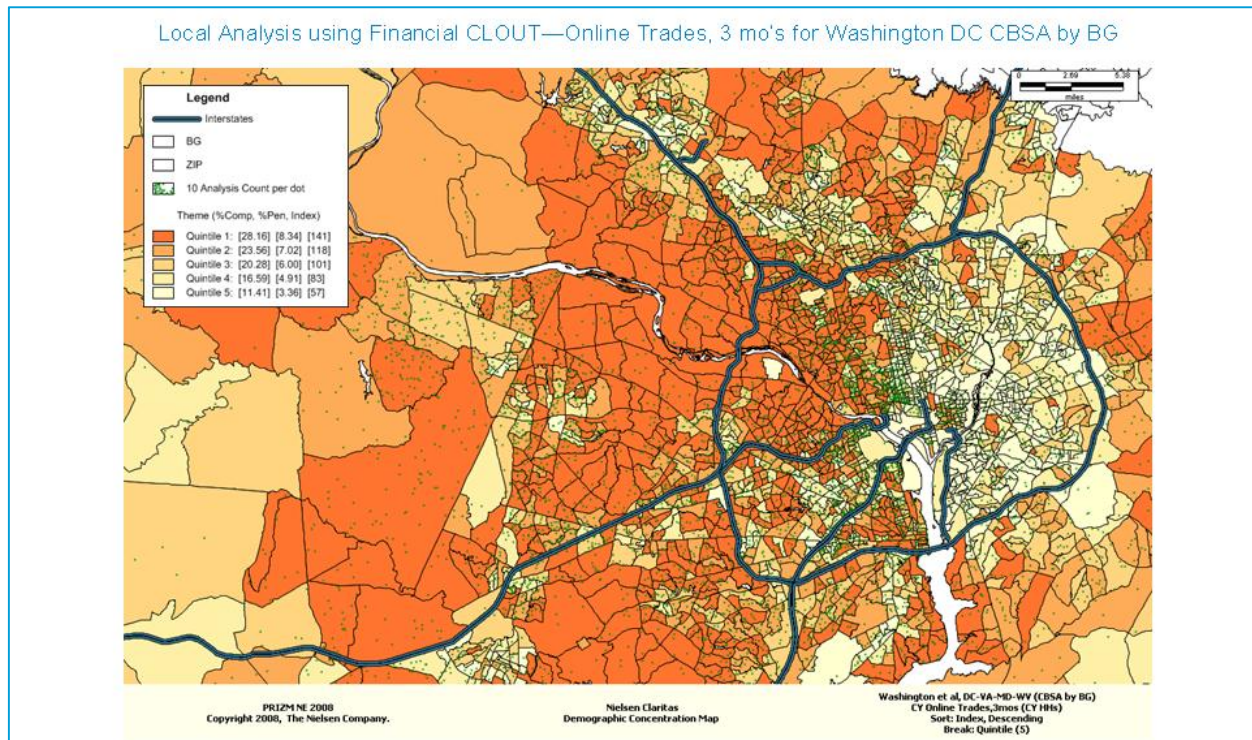 Local Analysis using Financial CLOUT—Online Trades, 3 mo's for Washington DC CBSA by BG
0 2.69 5.38
miles
Legend
Interstates
BG
ZIP
10 Analysis Count per dot
Theme (%Comp, %Pen, Index)
Quintile 1: [28.16] [8.34] [141]
Quintile 2: [23.56] [7.02] [118]
Quintile 3: [20.28] [6.00] [101]
Quintile 4: [16.59] [4.91] [83]
Quintile 5: [11.41] [3.36] [57]
PRIZM NE 2008
Copyright 2008, The Nielsen Company.
Nielsen Claritas
Demographic Concentration Map
Washington et al, DC-VA-MD-WV (CBSA by BG)
CY Online Trades,3mos (CY HHs)
Sort: Index, Descending
Break: Quintile (5)